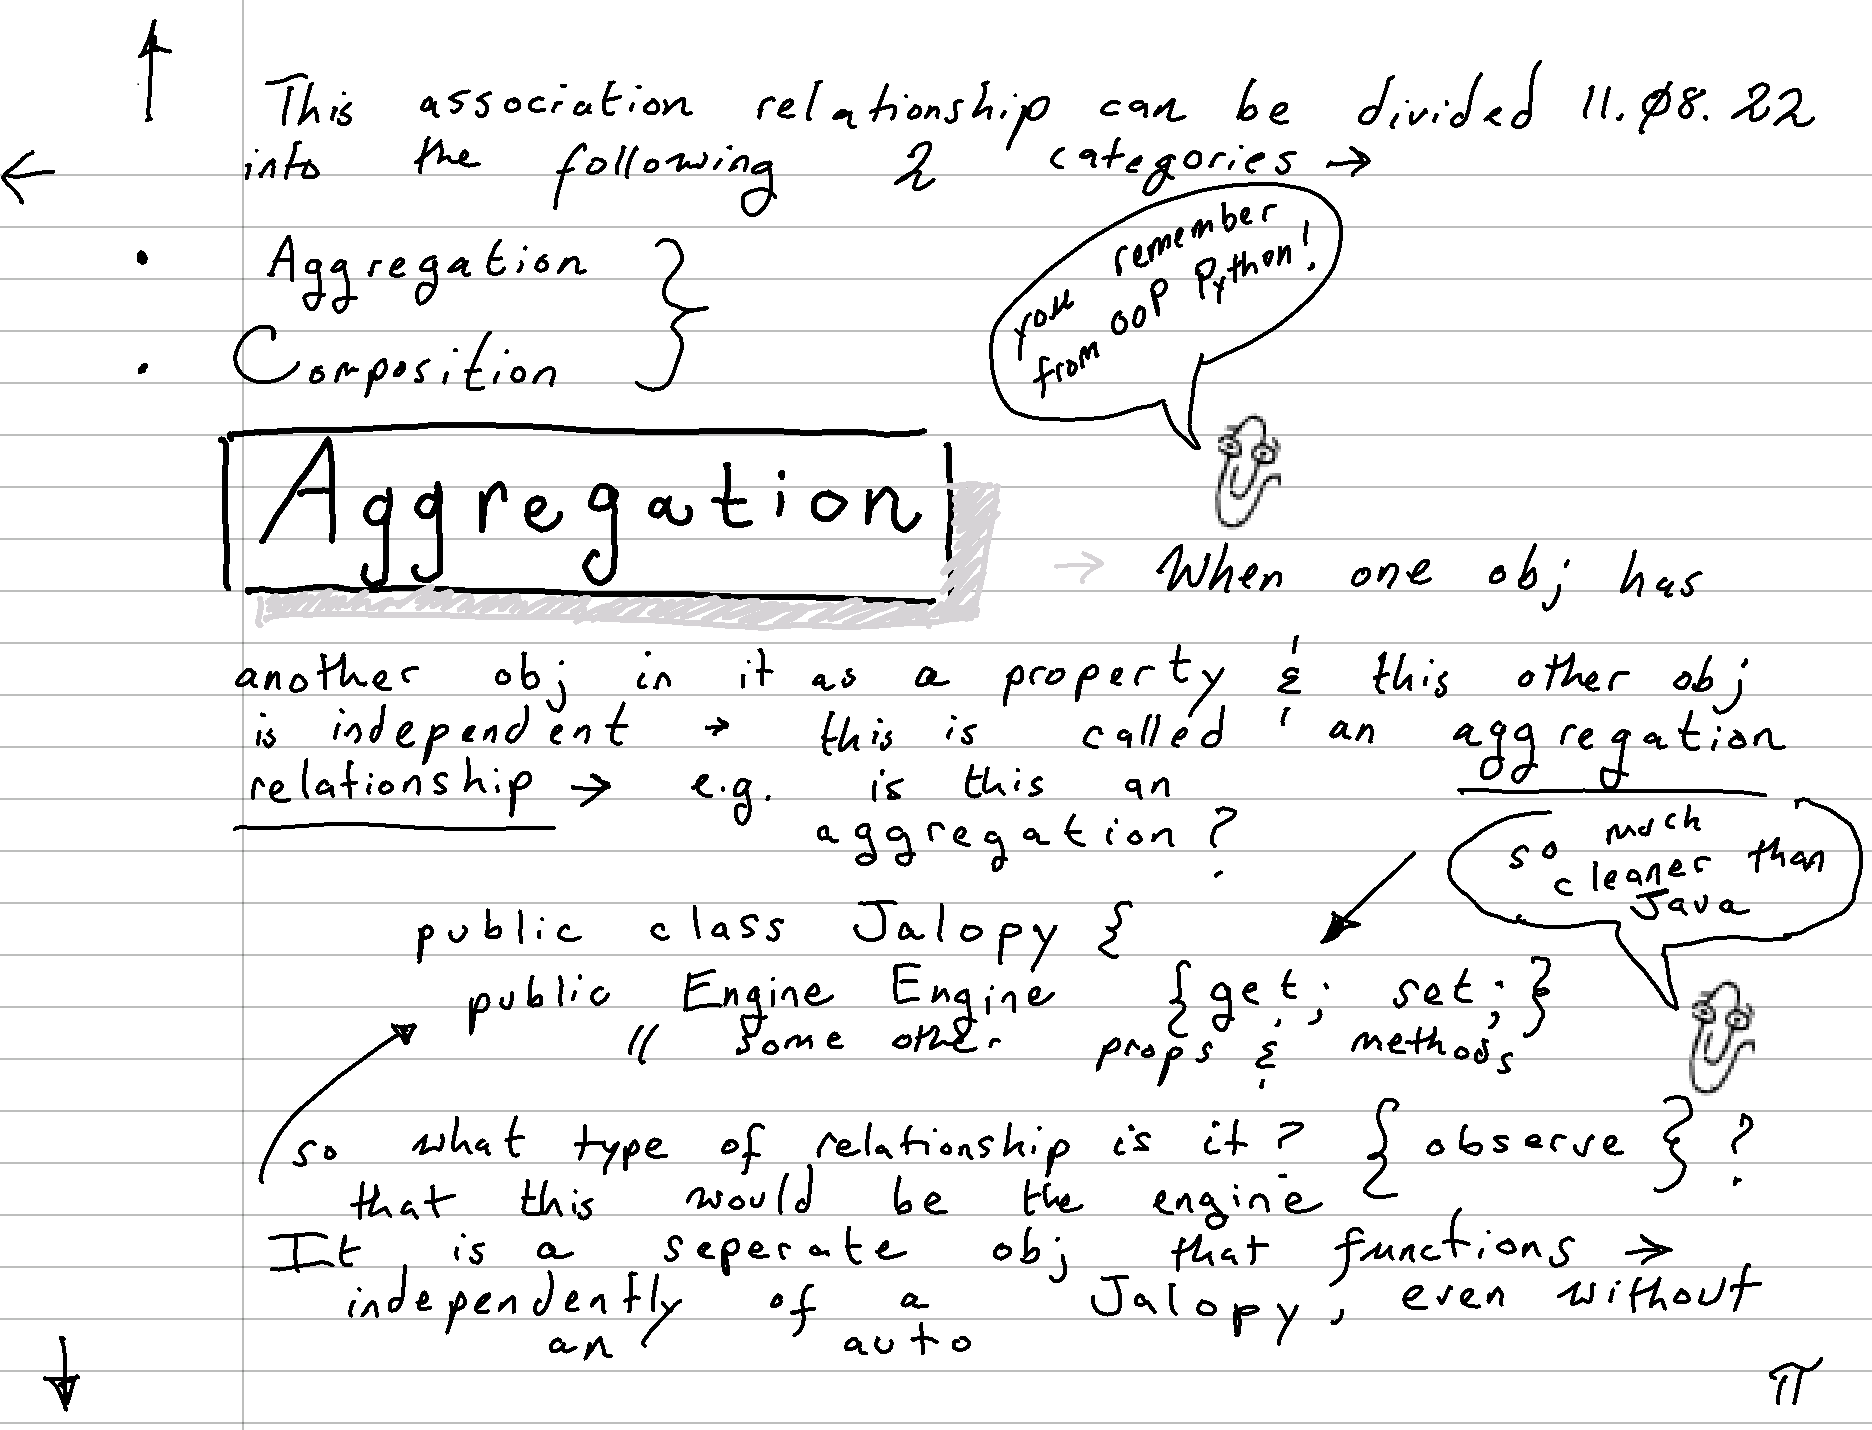 This association relationship can be divided 11.08.22
into the following 2 categories →
• Aggregation
• Composition
you remember
from OOP Python!
Aggregation
→ When one obj has
another obj in it as a property & this other obj
is independent → this is called an aggregation
relationship → e.g. is this an
aggregation?
so much
cleaner than
Java
public class Jalopy {
public Engine Engine {get; set;}
// some other props & methods
so what type of relationship is it? { observe } ?
that this would be the engine
It is a seperate obj that functions →
independently of a Jalopy, even without
an auto
π